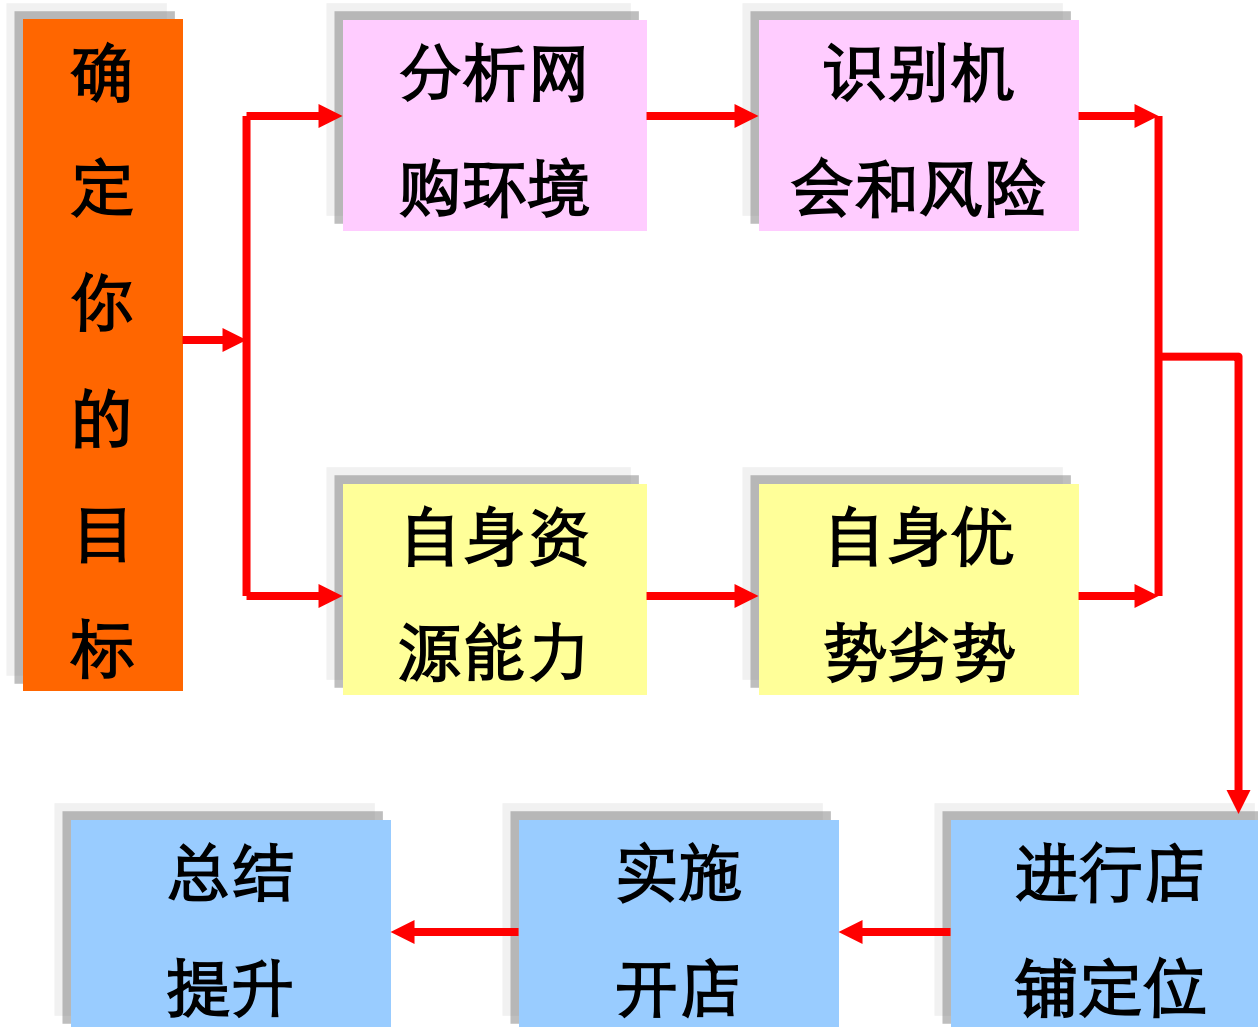 确
定
你
的
目
标
分析网
购环境
识别机
会和风险
自身资
源能力
自身优
势劣势
进行店
铺定位
实施
开店
总结
提升